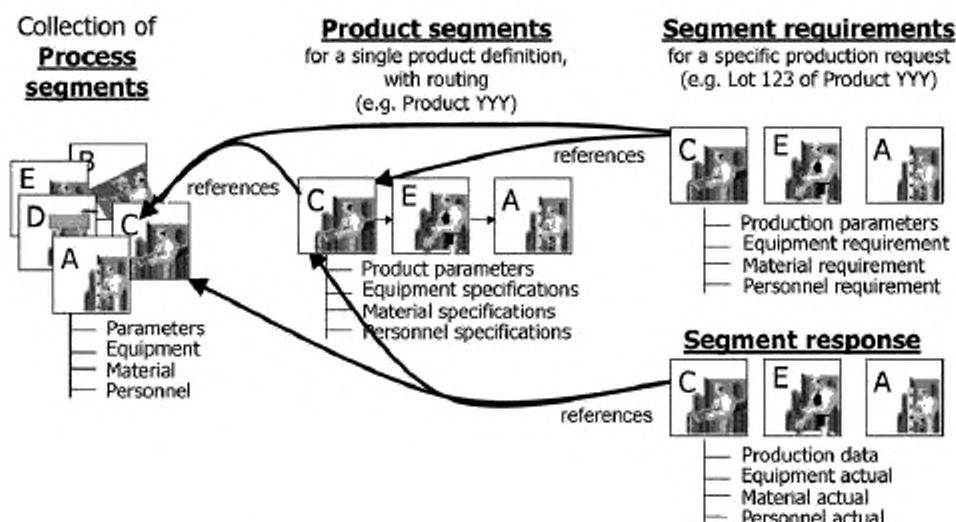 Collection of
Process
segments
B
E
D
C
A
Parameters
Equipment
Material
Personnel
Product segments
for a single product definition,
with routing
(e.g. Product YYY)
references
C
E
A
Product parameters
Equipment specifications
Material specifications
Personnel specifications
Segment requirements
for a specific production request
(e.g. Lot 123 of Product YYY)
references
C
E
A
Production parameters
Equipment requirement
Material requirement
Personnel requirement
Segment response
references
C
E
A
Production data
Equipment actual
Material actual
Personnel actual